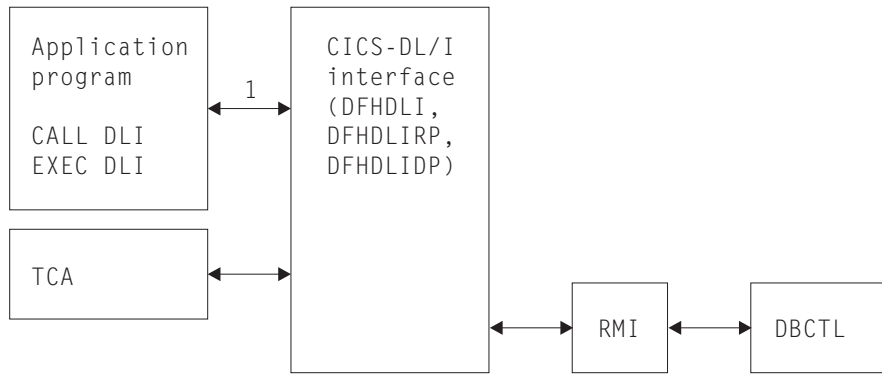 Application
program
CALL DLI
EXEC DLI
1
CICS-DL/I
interface
(DFHDLI,
DFHDLIRP,
DFHDLIDP)
TCA
RMI
DBCTL